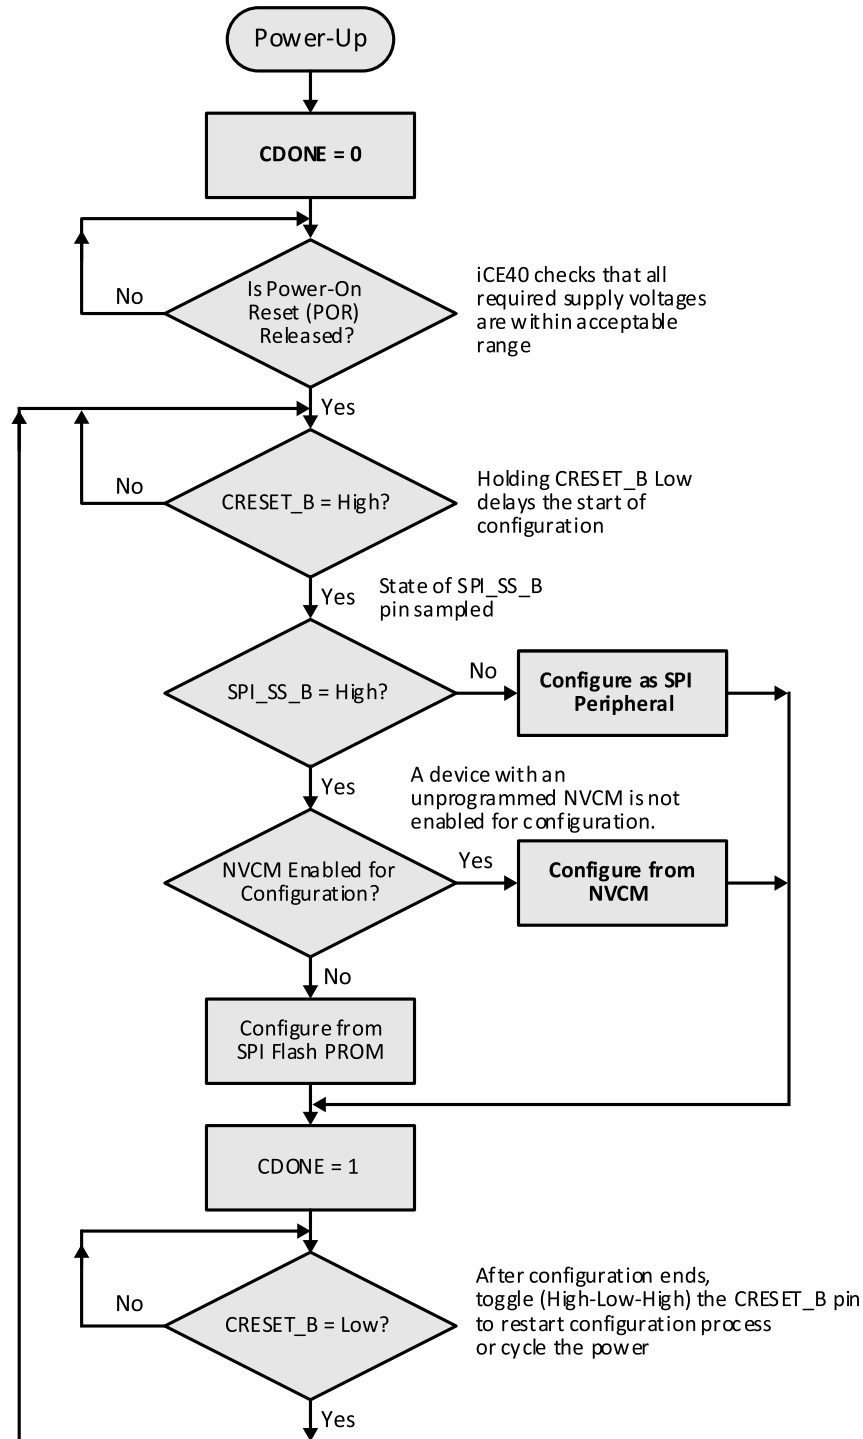 Power-Up
CDONE = 0
No
Is Power-On
Reset (POR)
Released?
iCE40 checks that all
required supply voltages
are within acceptable
range
Yes
No
CRESET_B = High?
Holding CRESET_B Low
delays the start of
configuration
Yes
State of SPI_SS_B
pin sampled
SPI_SS_B = High?
No
Configure as SPI
Peripheral
Yes
A device with an
unprogrammed NVCM is not
enabled for configuration.
NVCM Enabled for
Configuration?
Yes
Configure from
NVCM
No
Configure from
SPI Flash PROM
CDONE = 1
No
CRESET_B = Low?
After configuration ends,
toggle (High-Low-High) the CRESET_B pin
to restart configuration process
or cycle the power
Yes